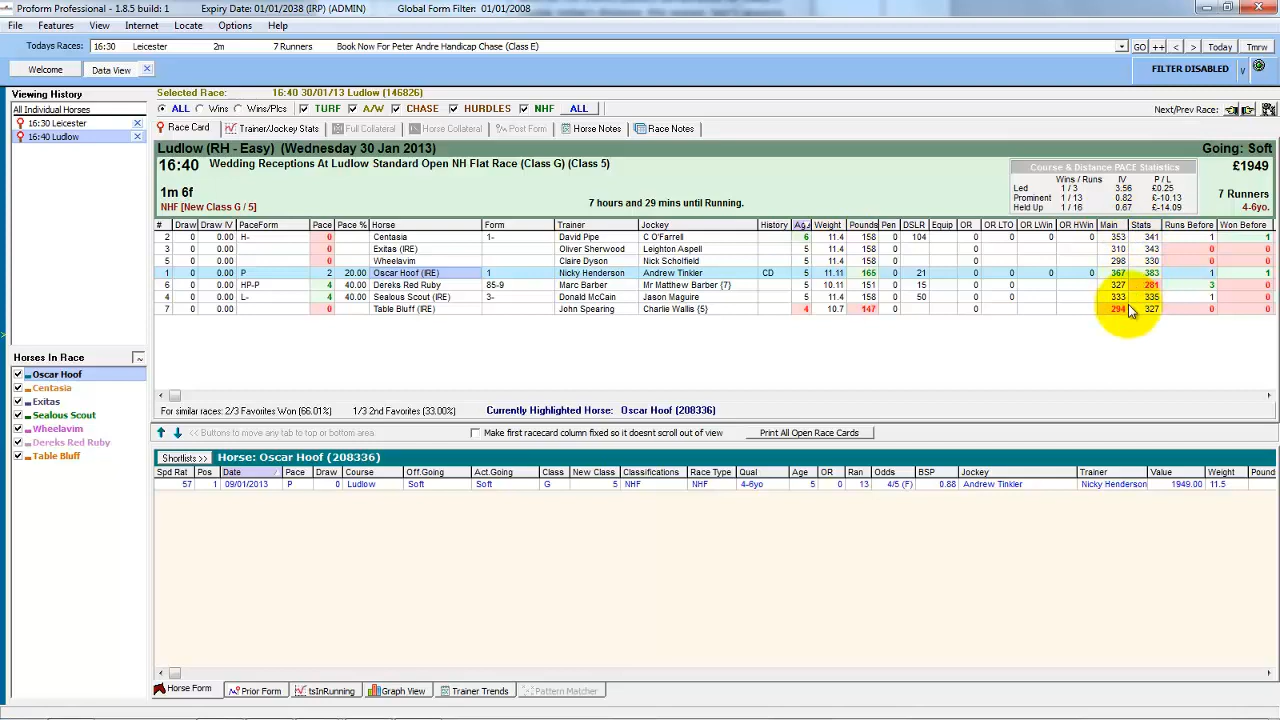 Proform Professional - 1.8.5 build: 1 Expiry Date: 01/01/2038 (IRP) (ADMIN) Global Form Filter: 01/01/2008
File Features View Internet Locate Options Help
Todays Races: 16:30 Leicester 2m 7 Runners Book Now For Peter Andre Handicap Chase (Class E) GO ++ < > Today Tmrw
Welcome Data View FILTER DISABLED
Viewing History
All Individual Horses
16:30 Leicester
16:40 Ludlow
Selected Race: 16:40 30/01/13 Ludlow (146826)
ALL Wins Wins/Plcs TURF A/W CHASE HURDLES NHF ALL Next/Prev Race:
Race Card Trainer/Jockey Stats Full Collateral Horse Collateral Post Form Horse Notes Race Notes
Ludlow (RH - Easy) (Wednesday 30 Jan 2013) Going: Soft
16:40 Wedding Receptions At Ludlow Standard Open NH Flat Race (Class G) (Class 5) £1949
1m 6f
NHF [New Class G / 5] 7 hours and 29 mins until Running. 7 Runners
4-6yo.
Course & Distance PACE Statistics
Wins / Runs IV P / L
Led 1 / 3 3.56 £0.25
Prominent 1 / 13 0.82 £-10.13
Held Up 1 / 16 0.67 £-14.09
# Draw Draw IV PaceForm Pace Pace % Horse Form Trainer Jockey History Age Weight Pounds Pen DSLR Equip OR OR LTO OR LWin OR HWin Main Stats Runs Before Won Before
2 0 0.00 H- 0 Centasia 1- David Pipe C O'Farrell 6 11.4 158 0 104 0 0 0 0 353 341 1 1
3 0 0.00 0 Exitas (IRE) Oliver Sherwood Leighton Aspell 5 11.4 158 0 0 310 343 0 0
5 0 0.00 0 Wheelavim Claire Dyson Nick Scholfield 5 11.4 158 0 0 298 330 0 0
1 0 0.00 P 2 20.00 Oscar Hoof (IRE) 1 Nicky Henderson Andrew Tinkler CD 5 11.11 165 0 21 0 0 0 0 367 383 1 1
6 0 0.00 HP-P 4 40.00 Dereks Red Ruby 85-9 Marc Barber Mr Matthew Barber {7} 5 10.11 151 0 15 0 0 0 0 327 281 3 0
4 0 0.00 L- 4 40.00 Sealous Scout (IRE) 3- Donald McCain Jason Maguire 5 11.4 158 0 50 0 0 0 0 333 335 1 0
7 0 0.00 0 Table Bluff (IRE) John Spearing Charlie Wallis {5} 4 10.7 147 0 0 294 327 0 0
Horses In Race
Oscar Hoof
Centasia
Exitas
Sealous Scout
Wheelavim
Dereks Red Ruby
Table Bluff
For similar races: 2/3 Favorites Won (66.01%) 1/3 2nd Favorites (33.00%) Currently Highlighted Horse: Oscar Hoof (208336)
<< Buttons to move any tab to top or bottom area Make first racecard column fixed so it doesnt scroll out of view Print All Open Race Cards
Shortlists >> Horse: Oscar Hoof (208336)
Spd Rat Pos Date Pace Draw Course Off.Going Act.Going Class New Class Classifications Race Type Qual Age OR Ran Odds BSP Jockey Trainer Value Weight Pound
57 1 09/01/2013 P 0 Ludlow Soft Soft G 5 NHF NHF 4-6yo 5 0 13 4/5 (F) 0.88 Andrew Tinkler Nicky Henderson 1949.00 11.5
Horse Form Prior Form tsInRunning Graph View Trainer Trends Pattern Matcher